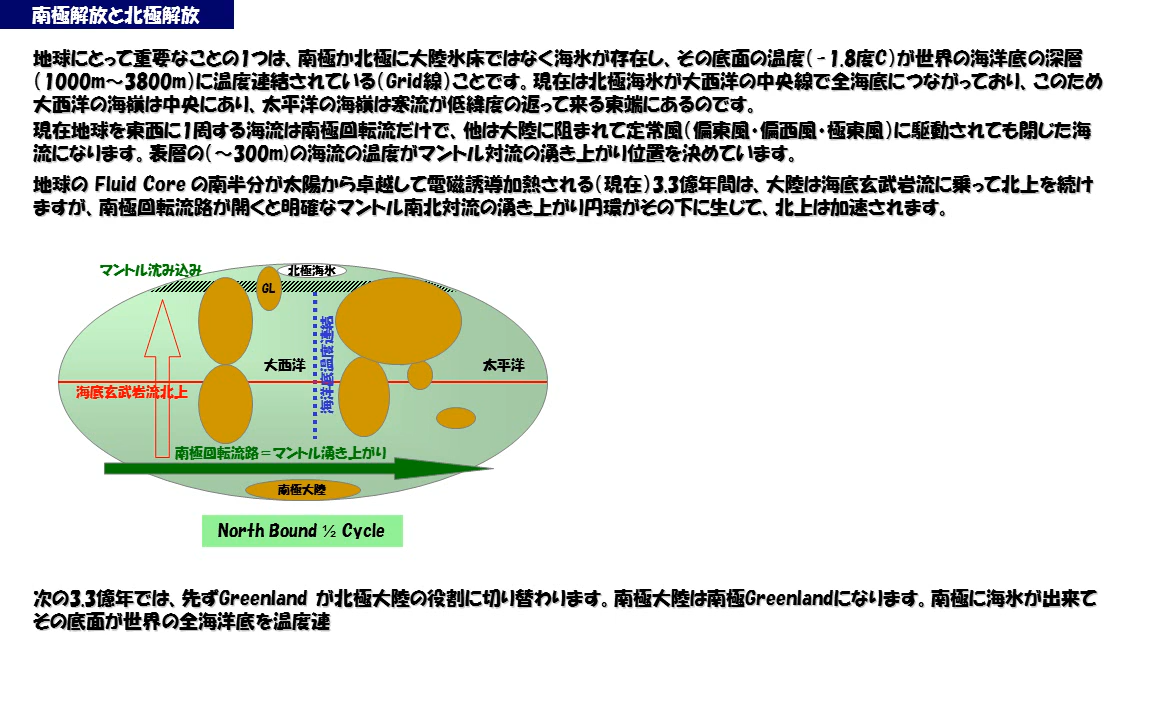 南極解放と北極解放
地球にとって重要なことの1つは、南極か北極に大陸氷床ではなく海氷が存在し、その底面の温度(-1.8度C)が世界の海洋底の深層
(1000m～3800m)に温度連結されている(Grid線)ことです。現在は北極海氷が大西洋の中央線で全海底につながっており、このため
大西洋の海嶺は中央にあり、太平洋の海嶺は寒流が低緯度の遅って来る東端にあるのです。
現在地球を東西に1周する海流は南極回転流だけで、他は大陸に阻まれて定常風(偏東風・偏西風・極東風)に駆動されても閉じた海
流になります。表層の(～300m)の海流の温度がマントル対流の湧き上がり位置を決めています。
地球の Fluid Core の南半分が太陽から卓越して電磁誘導加熱される(現在)3.3億年間は、大陸は海底玄武岩流に乗って北上を続け
ますが、南極回転流路が開くと明確なマントル南北対流の湧き上がり円環がその下に生じて、北上は加速されます。
マントル沈み込み
北極海氷
GL
海洋底温度連結
大西洋
太平洋
海底玄武岩流北上
南極回転流路=マントル湧き上がり
南極大陸
North Bound ½ Cycle
次の3.3億年では、先ずGreenland が北極大陸の役割に切り替わります。南極大陸は南極Greenlandになります。南極に海氷が出来て
その底面が世界の全海洋底を温度連